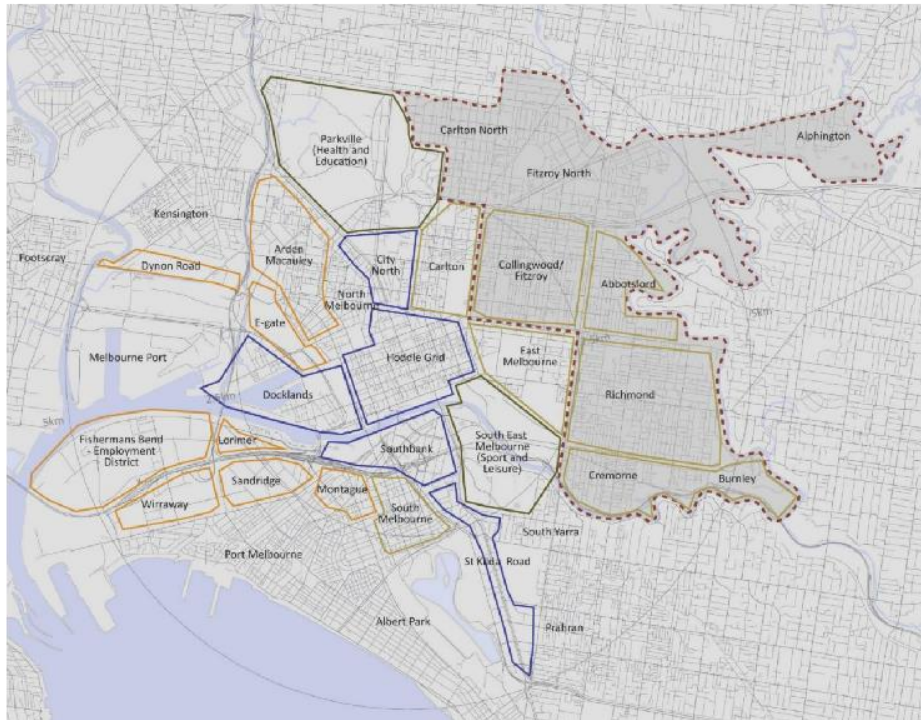 Carlton North
Alphington
Parkville
(Health and
Education)
Fitzroy North
Kensington
Footscray
Arden
Macauley
City
North
Carlton
Collingwood/
Fitzroy
Dynon Road
Abbotsford
North
Melbourne
5km
E-gate
Melbourne Port
Hoddle Grid
East
Melbourne
Docklands
Richmond
5km
Fishermans Bend
- Employment
District
Lorimer
Southbank
South East
Melbourne
(Sport and
Leisure)
Cremorne
Burnley
Sandridge
Montague
Wirraway
South
Melbourne
South Yarra
Port Melbourne
St Kilda Road
Albert Park
Prahran